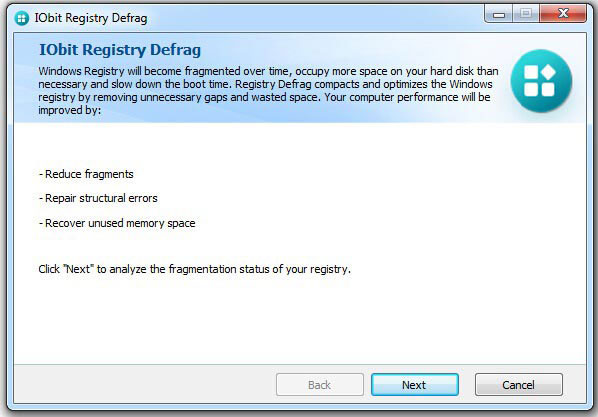 IObit Registry Defrag
IObit Registry Defrag
Windows Registry will become fragmented over time, occupy more space on your hard disk than
necessary and slow down the boot time. Registry Defrag compacts and optimizes the Windows
registry by removing unnecessary gaps and wasted space. Your computer performance will be
improved by:
- Reduce fragments
- Repair structural errors
- Recover unused memory space
Click "Next" to analyze the fragmentation status of your registry.
Back Next Cancel